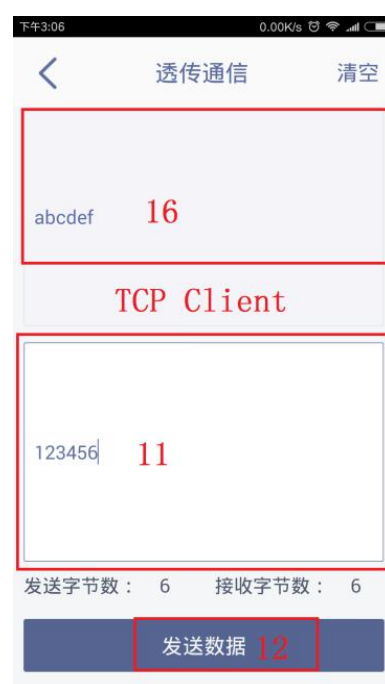 下午3:06 0.00K/s
透传通信 清空
abcdef 16
TCP Client
123456 11
发送字节数： 6 接收字节数： 6
发送数据 12